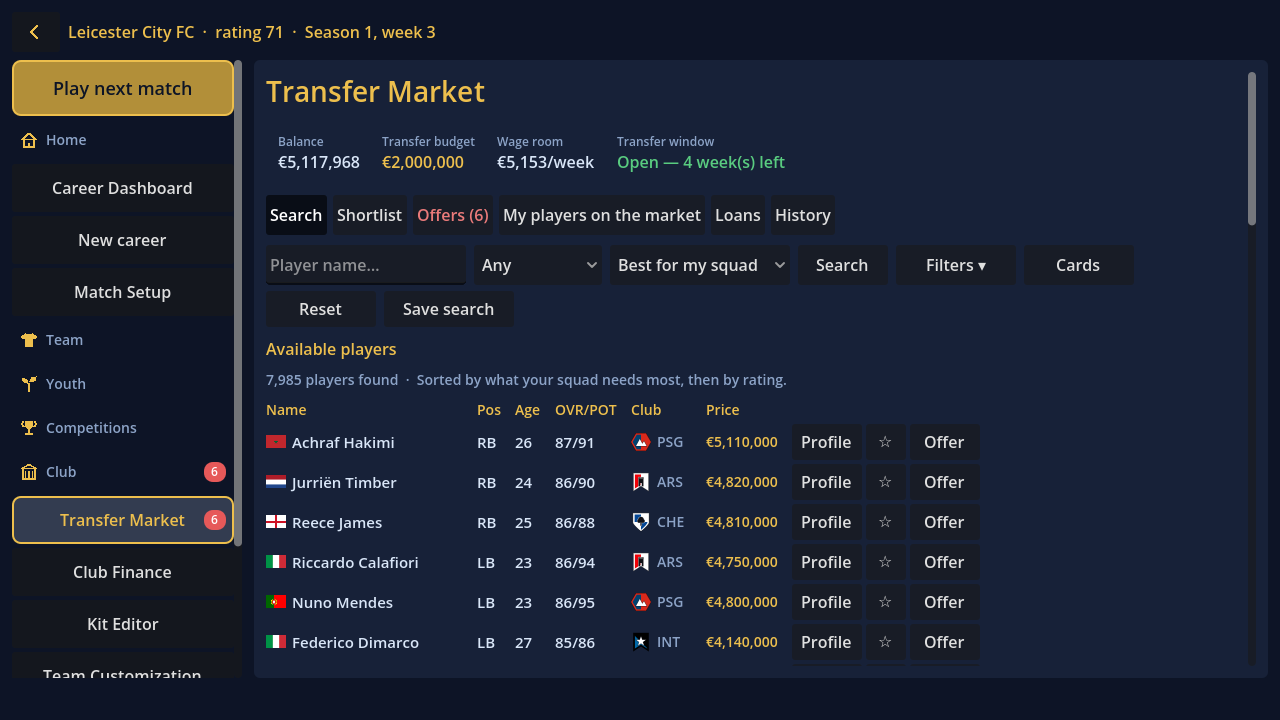 Leicester City FC · rating 71 · Season 1, week 3
Play next match
Home
Career Dashboard
New career
Match Setup
Team
Youth
Competitions
Club 6
Transfer Market 6
Club Finance
Kit Editor
Team Customization
Transfer Market
Balance Transfer budget Wage room Transfer window
€5,117,968 €2,000,000 €5,153/week Open — 4 week(s) left
Search Shortlist Offers (6) My players on the market Loans History
Player name... Any Best for my squad Search Filters ▾ Cards
Reset Save search
Available players
7,985 players found · Sorted by what your squad needs most, then by rating.
Name Pos Age OVR/POT Club Price
Achraf Hakimi RB 26 87/91 PSG €5,110,000 Profile ☆ Offer
Jurriën Timber RB 24 86/90 ARS €4,820,000 Profile ☆ Offer
Reece James RB 25 86/88 CHE €4,810,000 Profile ☆ Offer
Riccardo Calafiori LB 23 86/94 ARS €4,750,000 Profile ☆ Offer
Nuno Mendes LB 23 86/95 PSG €4,800,000 Profile ☆ Offer
Federico Dimarco LB 27 85/86 INT €4,140,000 Profile ☆ Offer